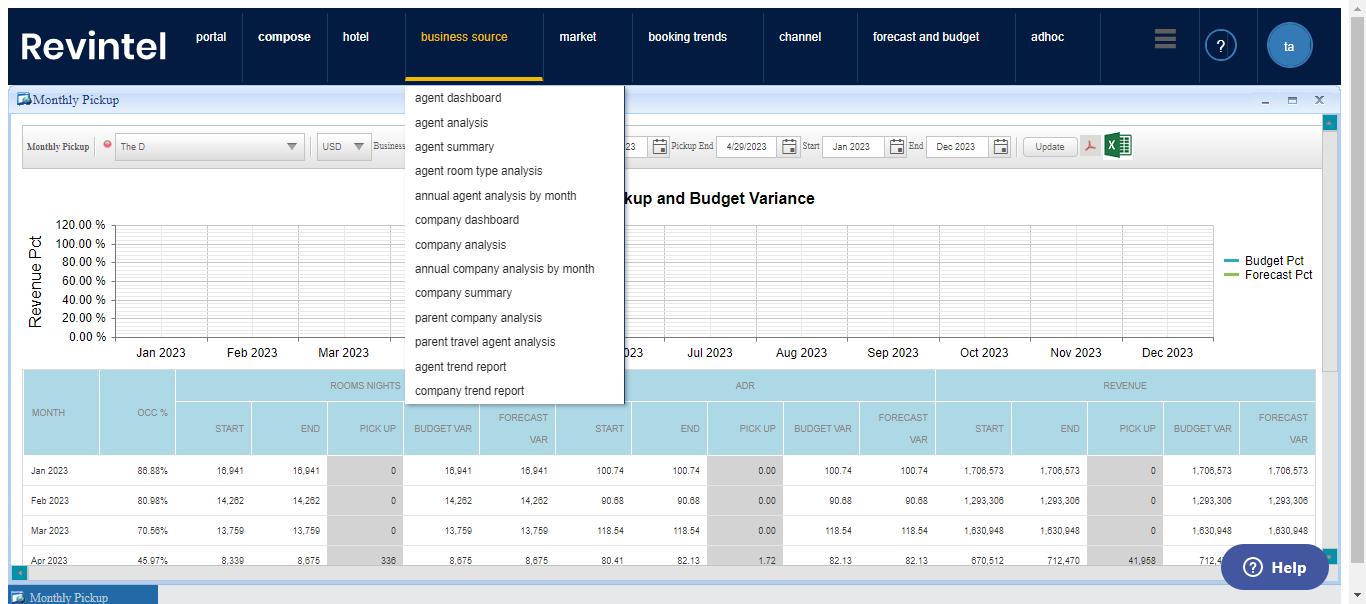 Revintel portal compose hotel business source market booking trends channel forecast and budget adhoc ? ta
Monthly Pickup
Monthly Pickup The D USD Business 23 Pickup End 4/29/2023 Start Jan 2023 End Dec 2023 Update
agent dashboard
agent analysis
agent summary
agent room type analysis
annual agent analysis by month
company dashboard
company analysis
annual company analysis by month
company summary
parent company analysis
parent travel agent analysis
agent trend report
company trend report
kup and Budget Variance
Revenue Pct
120.00 %
100.00 %
80.00 %
60.00 %
40.00 %
20.00 %
0.00 %
Jan 2023 Feb 2023 Mar 2023 023 Jul 2023 Aug 2023 Sep 2023 Oct 2023 Nov 2023 Dec 2023
Budget Pct
Forecast Pct
ROOMS NIGHTS ADR REVENUE
MONTH OCC % START END PICK UP BUDGET VAR FORECAST VAR START END PICK UP BUDGET VAR FORECAST VAR START END PICK UP BUDGET VAR FORECAST VAR
Jan 2023 86.88% 16,941 16,941 0 16,941 16,941 100.74 100.74 0.00 100.74 100.74 1,706,573 1,706,573 0 1,706,573 1,706,573
Feb 2023 80.98% 14,262 14,262 0 14,262 14,262 90.68 90.68 0.00 90.68 90.68 1,293,306 1,293,306 0 1,293,306 1,293,306
Mar 2023 70.56% 13,759 13,759 0 13,759 13,759 118.54 118.54 0.00 118.54 118.54 1,630,948 1,630,948 0 1,630,948 1,630,948
Apr 2023 45.97% 8,339 8,675 336 8,675 8,675 80.41 82.13 1.72 82.13 82.13 670,512 712,470 41,958 712,4
? Help
Monthly Pickup